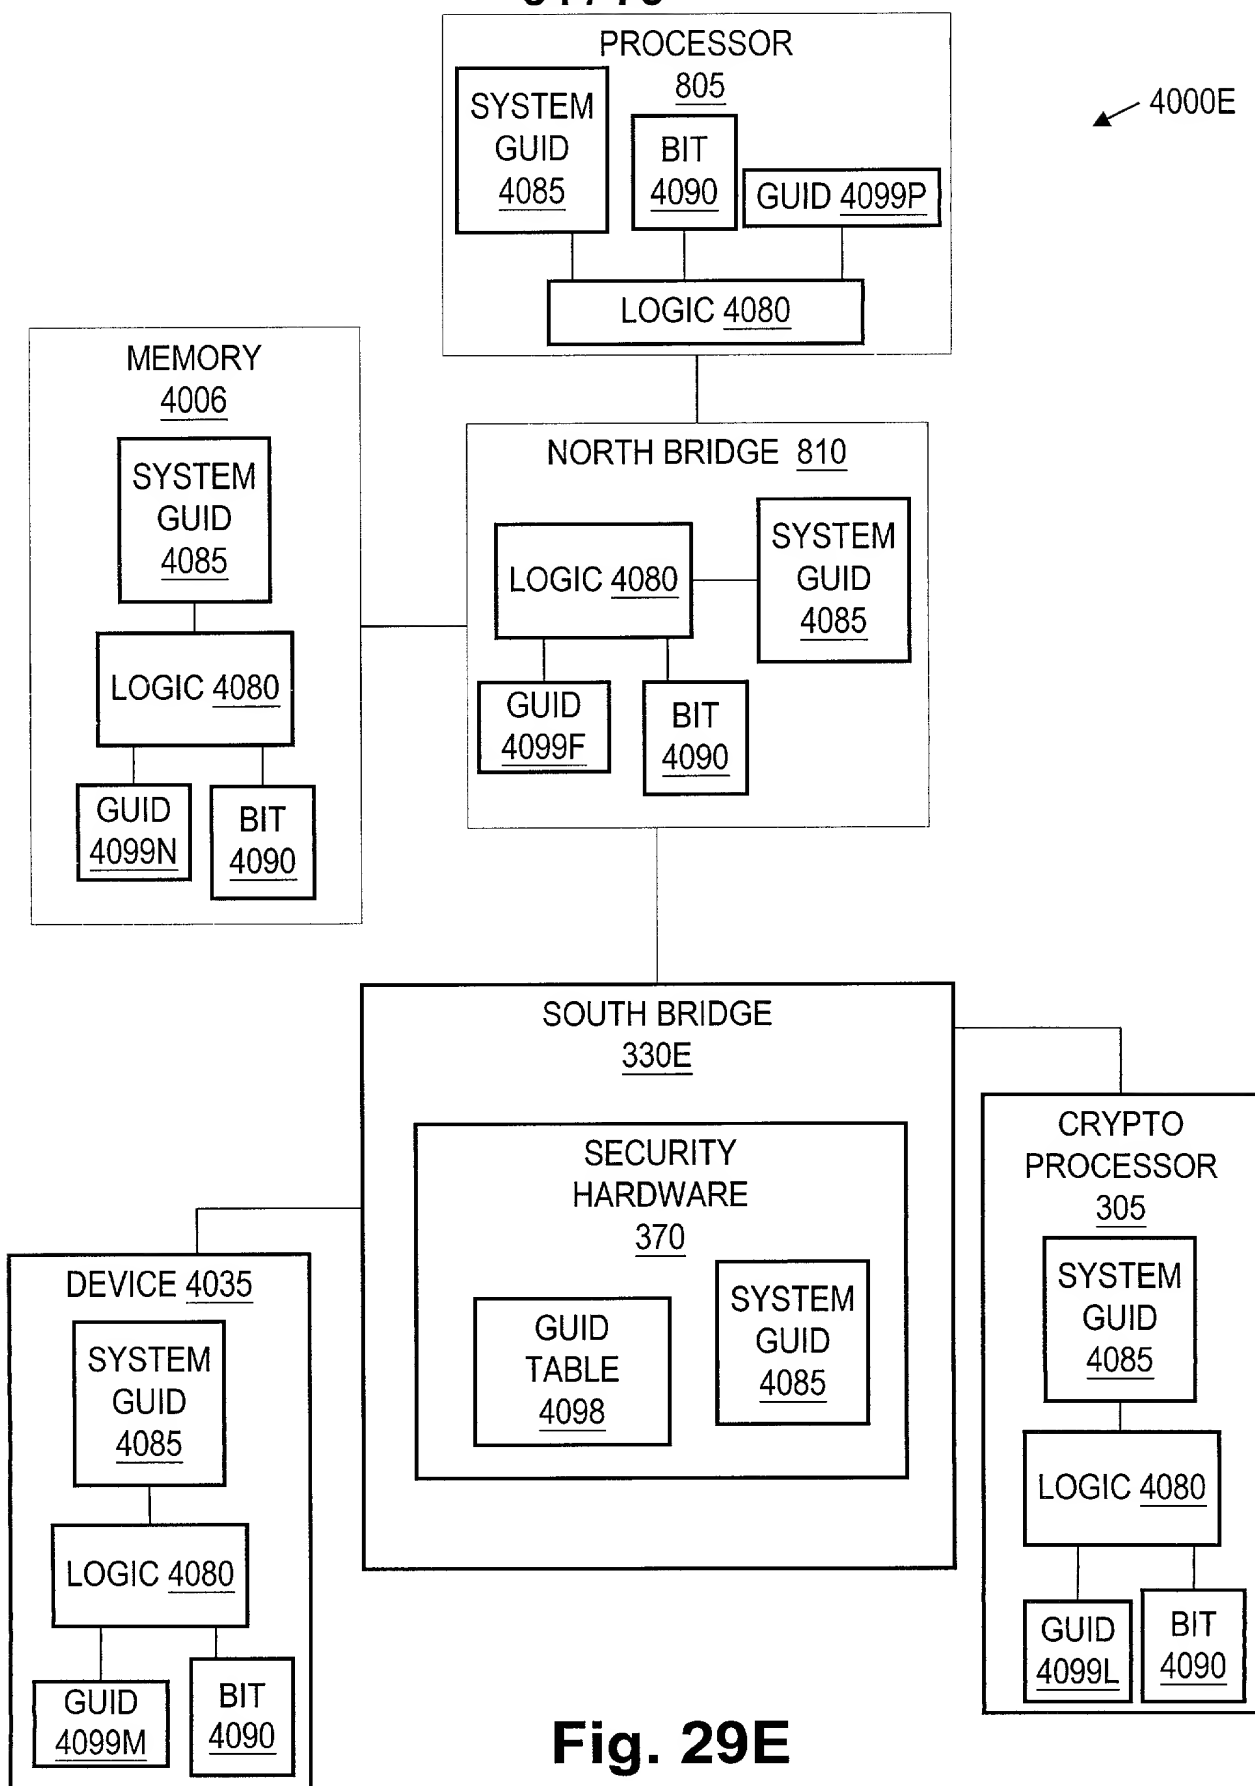 PROCESSOR
805
SYSTEM
GUID
4085
BIT
4090
GUID 4099P
LOGIC 4080
4000E
MEMORY
4006
SYSTEM
GUID
4085
LOGIC 4080
GUID
4099N
BIT
4090
NORTH BRIDGE 810
LOGIC 4080
SYSTEM
GUID
4085
GUID
4099F
BIT
4090
SOUTH BRIDGE
330E
SECURITY
HARDWARE
370
GUID
TABLE
4098
SYSTEM
GUID
4085
CRYPTO
PROCESSOR
305
SYSTEM
GUID
4085
LOGIC 4080
GUID
4099L
BIT
4090
DEVICE 4035
SYSTEM
GUID
4085
LOGIC 4080
GUID
4099M
BIT
4090
Fig. 29E